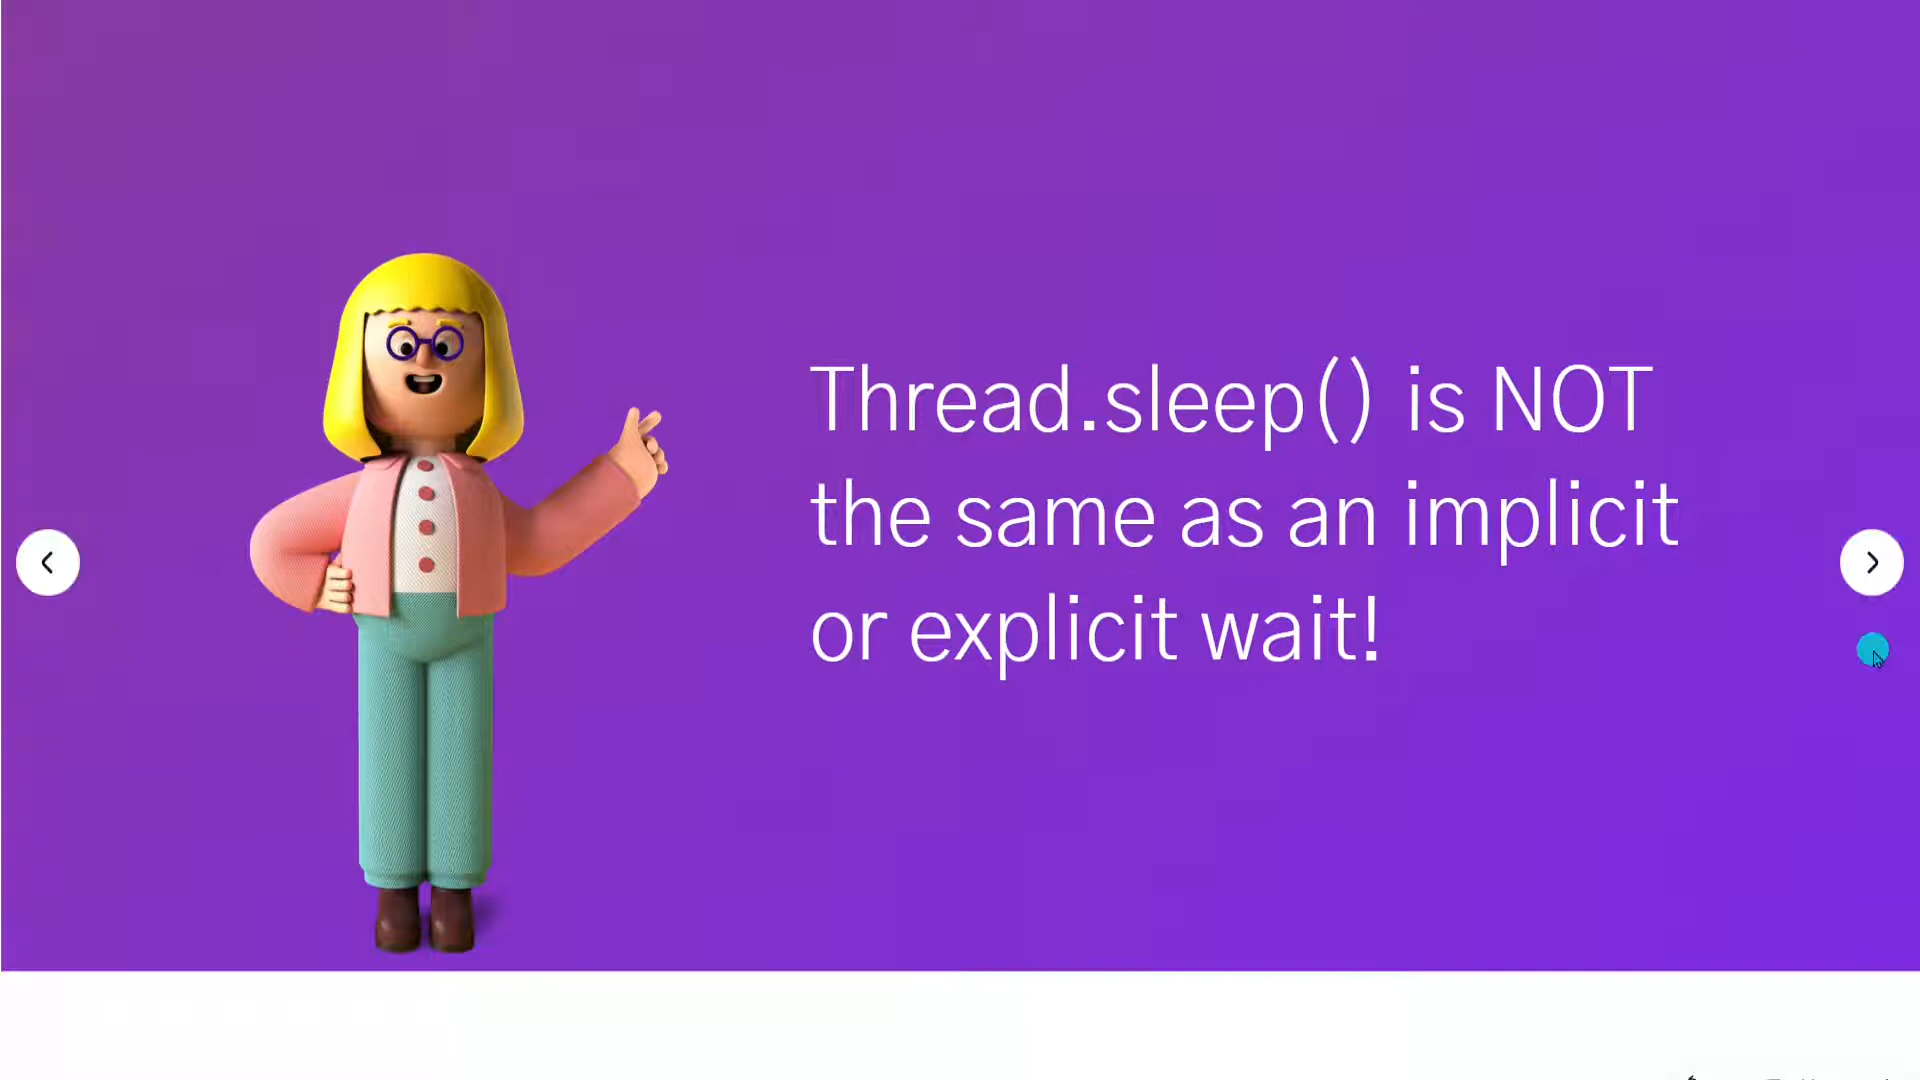 Thread.sleep() is NOT
the same as an implicit
or explicit wait!